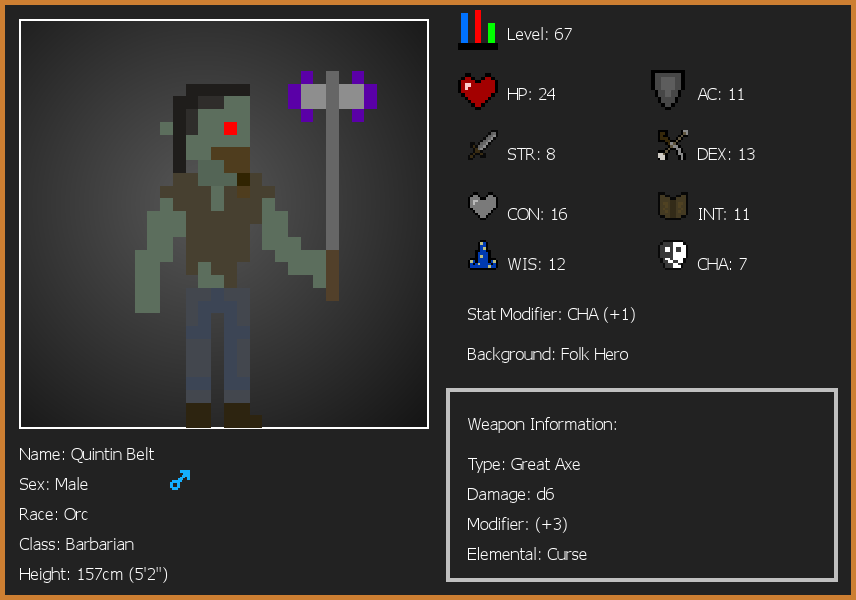 Level: 67
HP: 24
AC: 11
STR: 8
DEX: 13
CON: 16
INT: 11
WIS: 12
CHA: 7
Stat Modifier: CHA (+1)
Background: Folk Hero
Weapon Information:
Type: Great Axe
Damage: d6
Modifier: (+3)
Elemental: Curse
Name: Quintin Belt
Sex: Male
Race: Orc
Class: Barbarian
Height: 157cm (5'2")